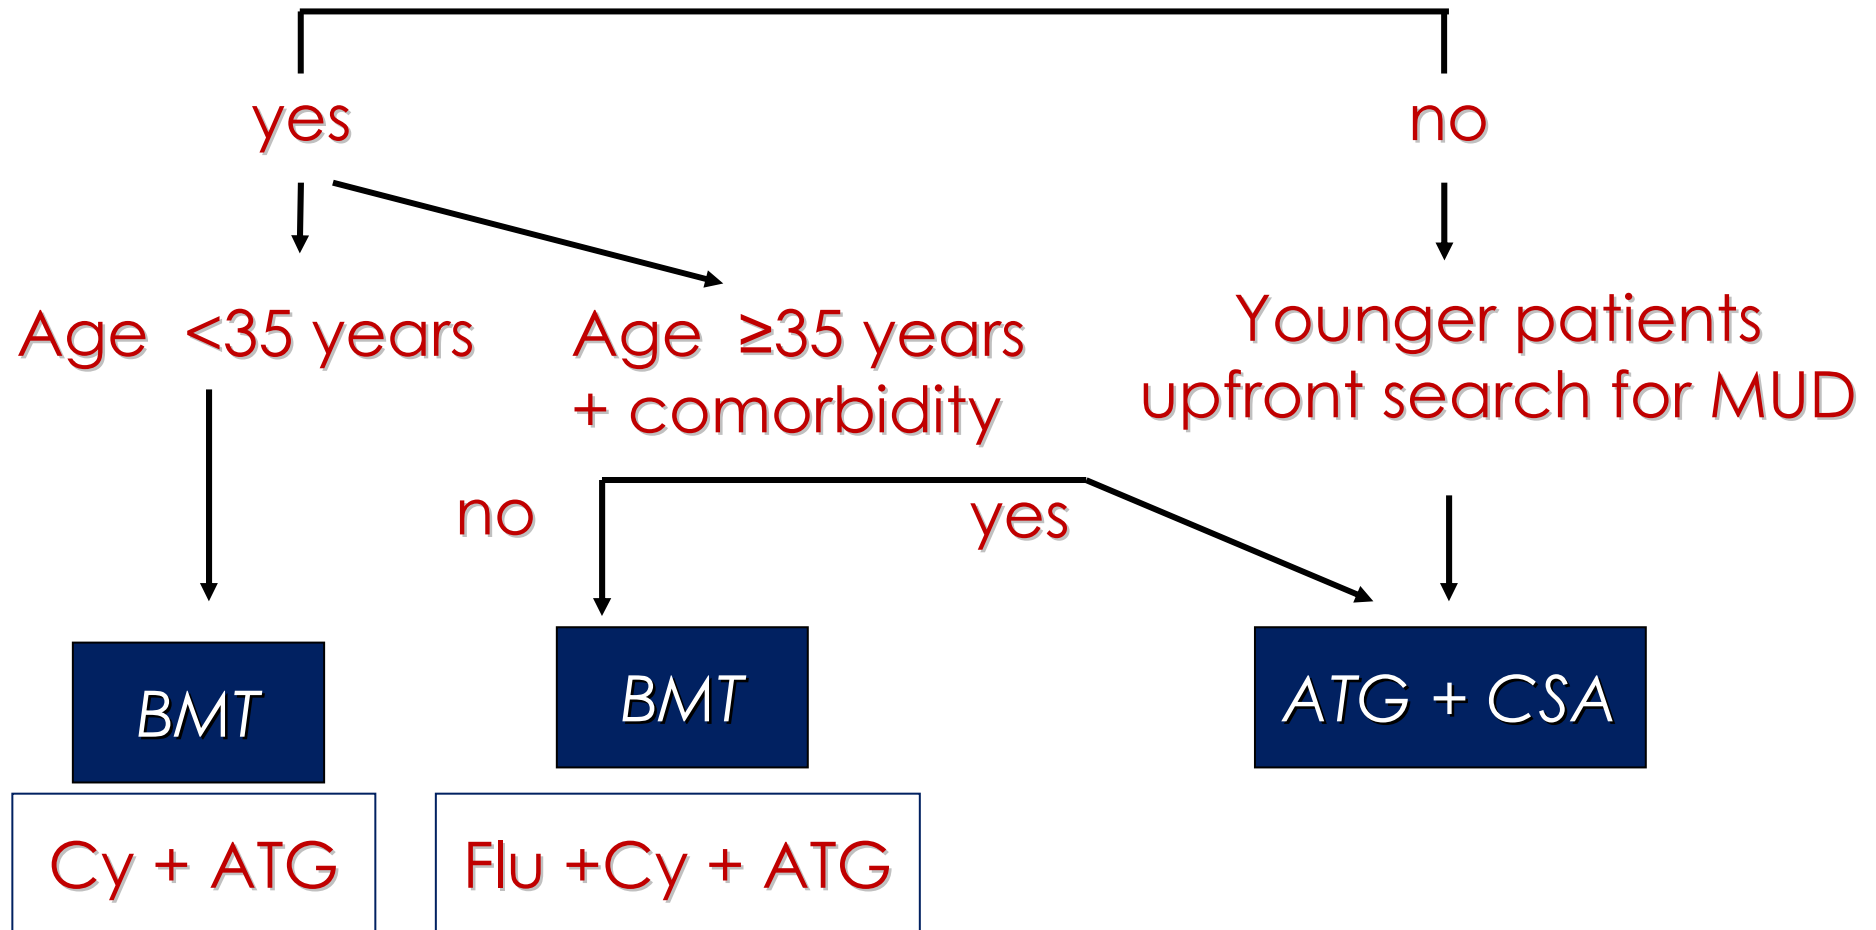 yes
no
Age <35 years
Age ≥35 years
+ comorbidity
Younger patients
upfront search for MUD
no
yes
BMT
BMT
ATG + CSA
Cy + ATG
Flu +Cy + ATG